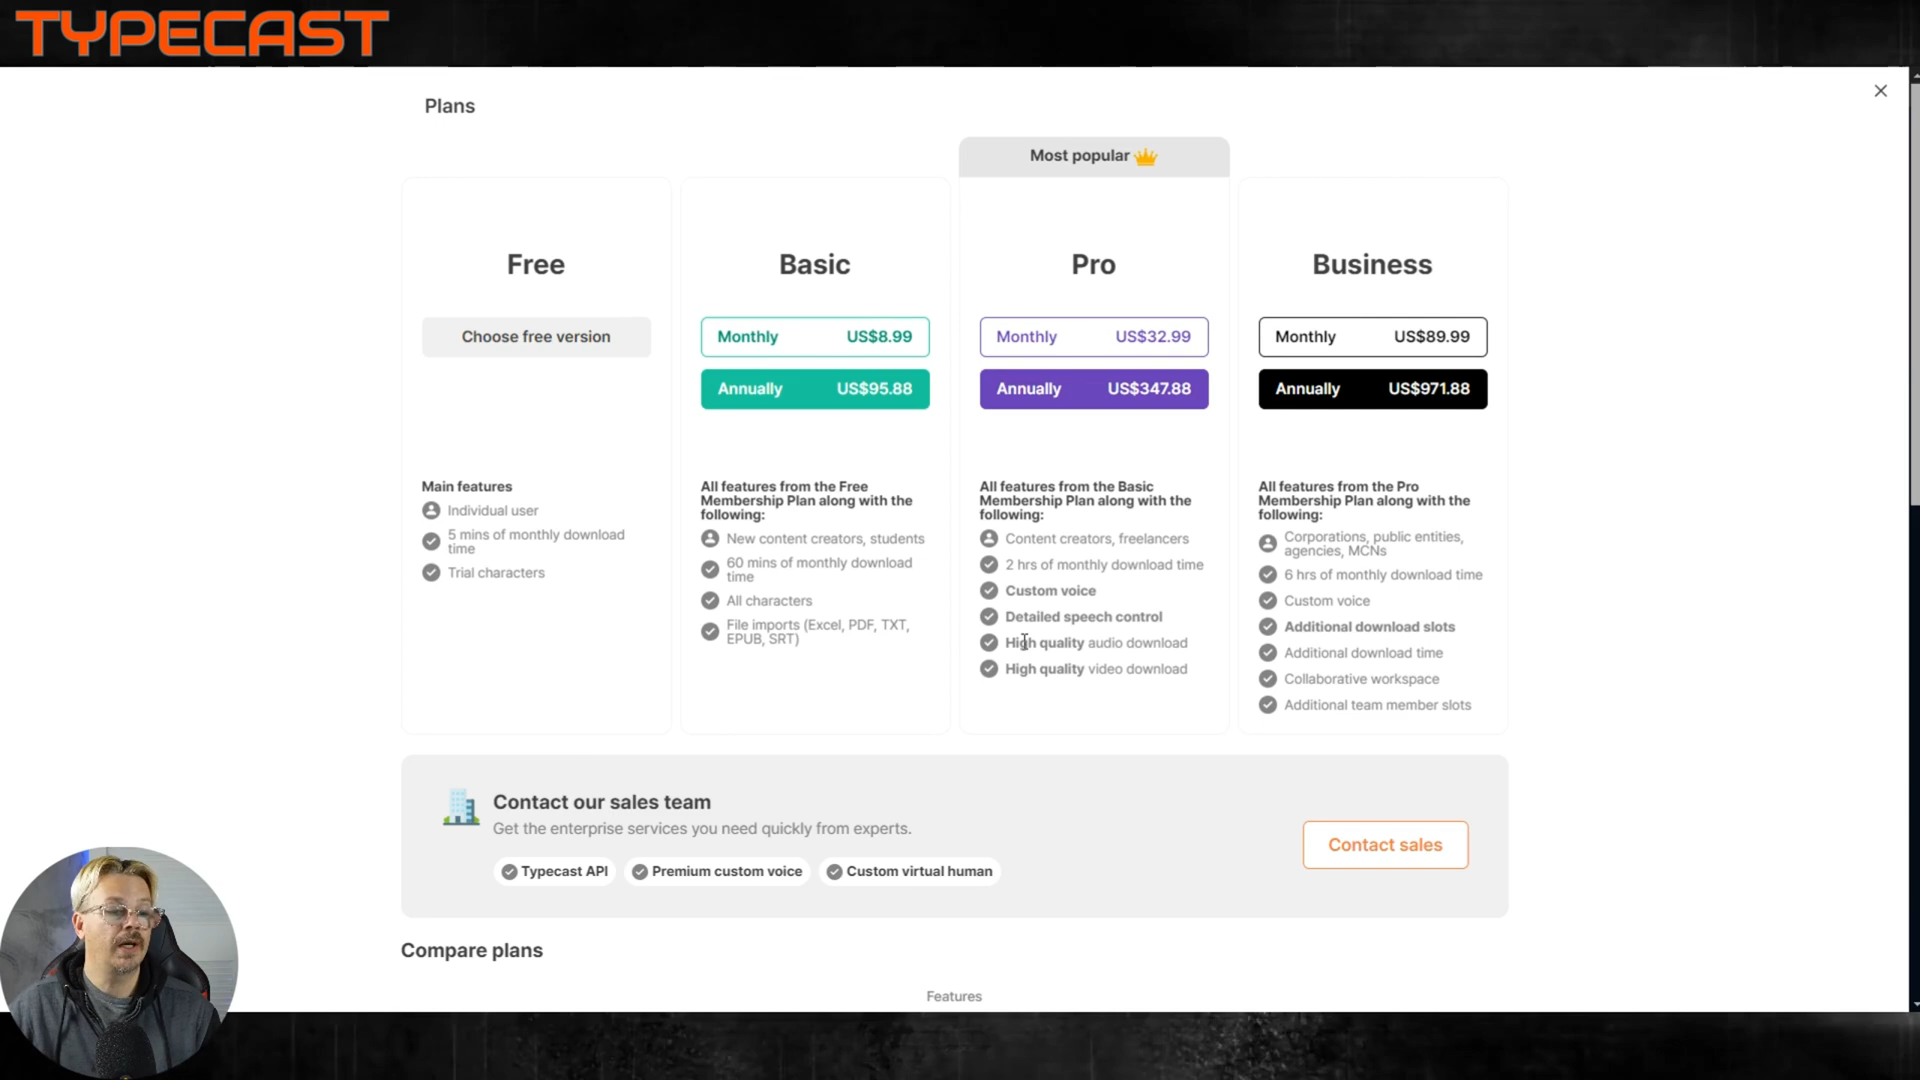 TYPECAST
Plans
Most popular
Free
Choose free version
Main features
Individual user
5 mins of monthly download
time
Trial characters
Basic
Monthly US$8.99
Annually US$95.88
All features from the Free
Membership Plan along with the
following:
New content creators, students
60 mins of monthly download
time
All characters
File imports (Excel, PDF, TXT,
EPUB, SRT)
Pro
Monthly US$32.99
Annually US$347.88
All features from the Basic
Membership Plan along with the
following:
Content creators, freelancers
2 hrs of monthly download time
Custom voice
Detailed speech control
High quality audio download
High quality video download
Business
Monthly US$89.99
Annually US$971.88
All features from the Pro
Membership Plan along with the
following:
Corporations, public entities,
agencies, MCNs
6 hrs of monthly download time
Custom voice
Additional download slots
Additional download time
Collaborative workspace
Additional team member slots
Contact our sales team
Get the enterprise services you need quickly from experts.
Typecast API Premium custom voice Custom virtual human
Contact sales
Compare plans
Features